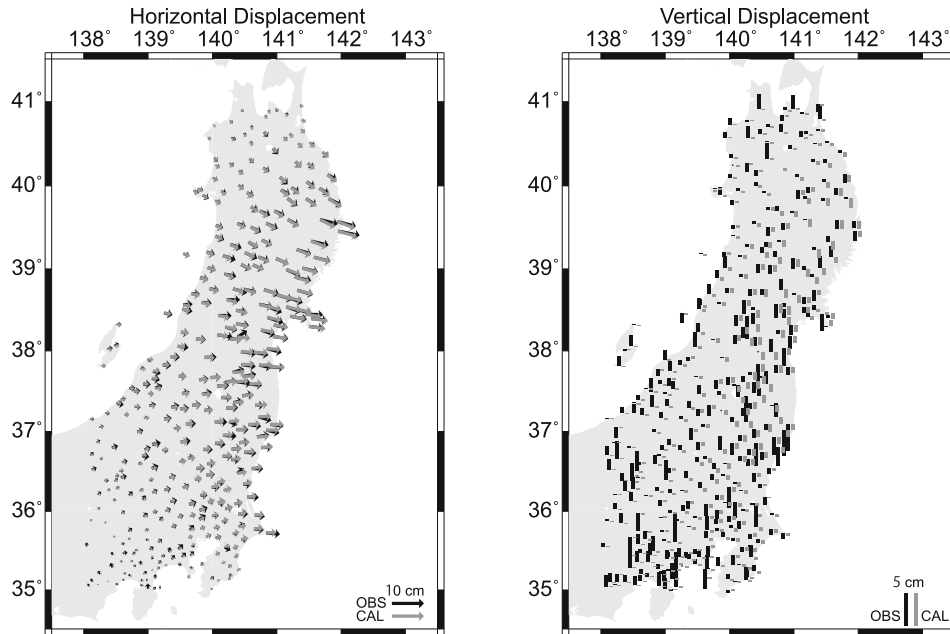 Horizontal Displacement
138° 139° 140° 141° 142° 143°
41°
40°
39°
38°
37°
36°
35°
10 cm
OBS
CAL
Vertical Displacement
138° 139° 140° 141° 142° 143°
41°
40°
39°
38°
37°
36°
35°
5 cm
OBS CAL